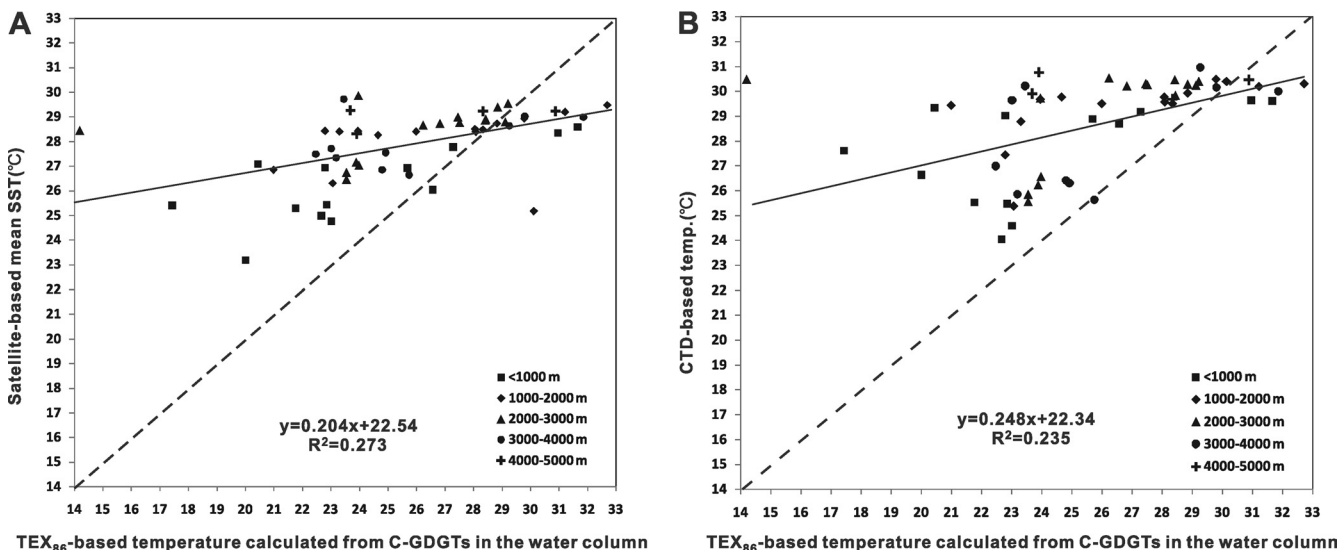 A
Satellite-based mean SST(℃)
33
32
31
30
29
28
27
26
25
24
23
22
21
20
19
18
17
16
15
14
<1000 m
1000-2000 m
2000-3000 m
3000-4000 m
4000-5000 m
y=0.204x+22.54
R²=0.273
14 15 16 17 18 19 20 21 22 23 24 25 26 27 28 29 30 31 32 33
TEX₈₆-based temperature calculated from C-GDGTs in the water column
B
CTD-based temp.(℃)
33
32
31
30
29
28
27
26
25
24
23
22
21
20
19
18
17
16
15
14
<1000 m
1000-2000 m
2000-3000 m
3000-4000 m
4000-5000 m
y=0.248x+22.34
R²=0.235
14 15 16 17 18 19 20 21 22 23 24 25 26 27 28 29 30 31 32 33
TEX₈₆-based temperature calculated from C-GDGTs in the water column